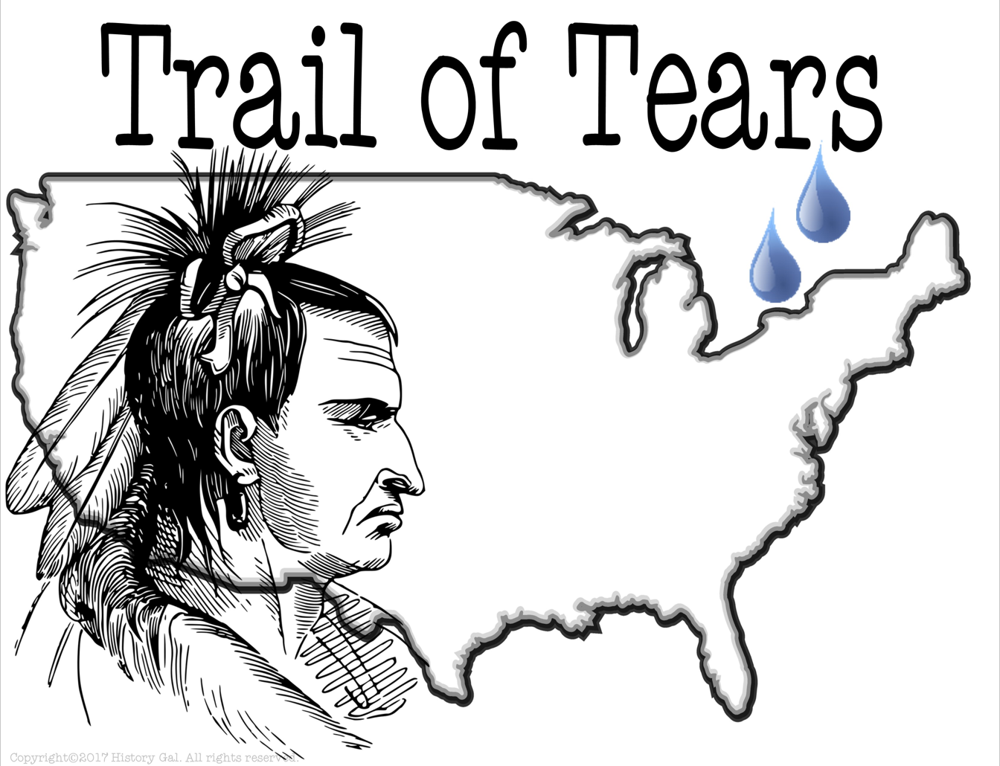 Trail of Tears
Copyright©2017 History Gal. All rights reserved.